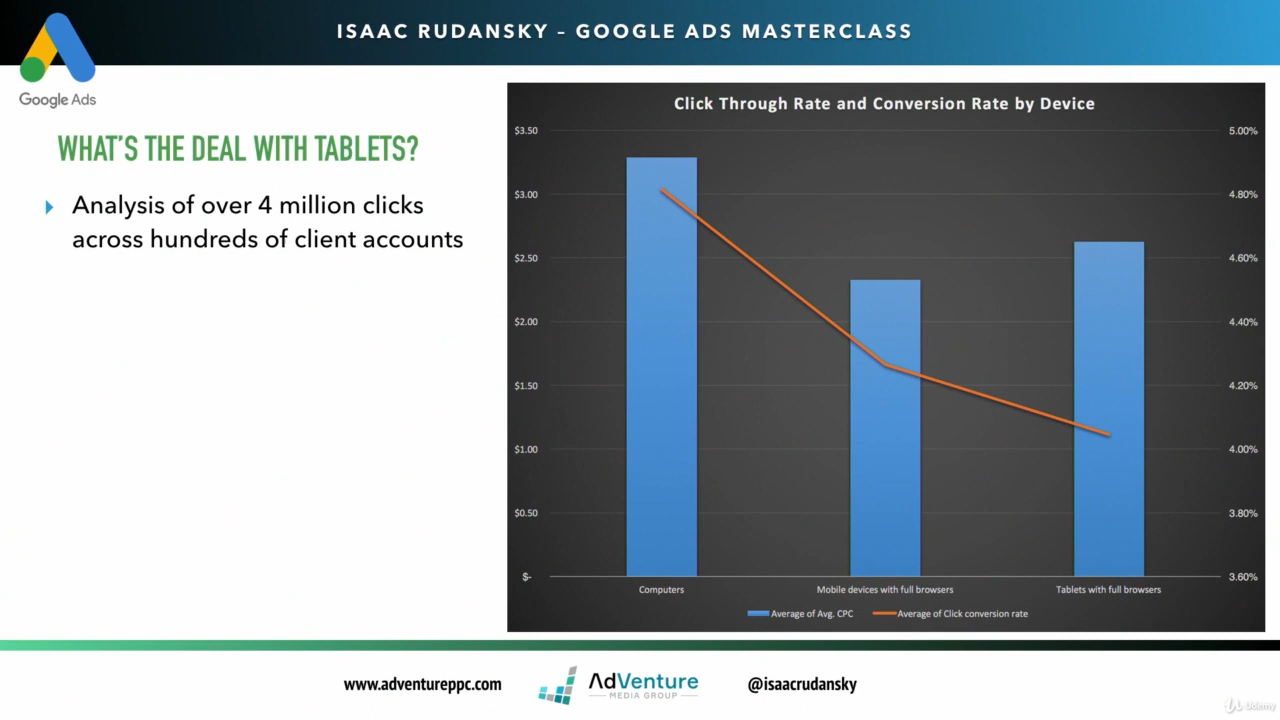 ISAAC RUDANSKY – GOOGLE ADS MASTERCLASS
Google Ads
WHAT'S THE DEAL WITH TABLETS?
Analysis of over 4 million clicks
across hundreds of client accounts
Click Through Rate and Conversion Rate by Device
$3.50
$3.00
$2.50
$2.00
$1.50
$1.00
$0.50
$-
5.00%
4.80%
4.60%
4.40%
4.20%
4.00%
3.80%
3.60%
Computers
Mobile devices with full browsers
Tablets with full browsers
Average of Avg. CPC
Average of Click conversion rate
www.adventureppc.com
AdVenture
MEDIA GROUP
@isaacrudansky
Udemy